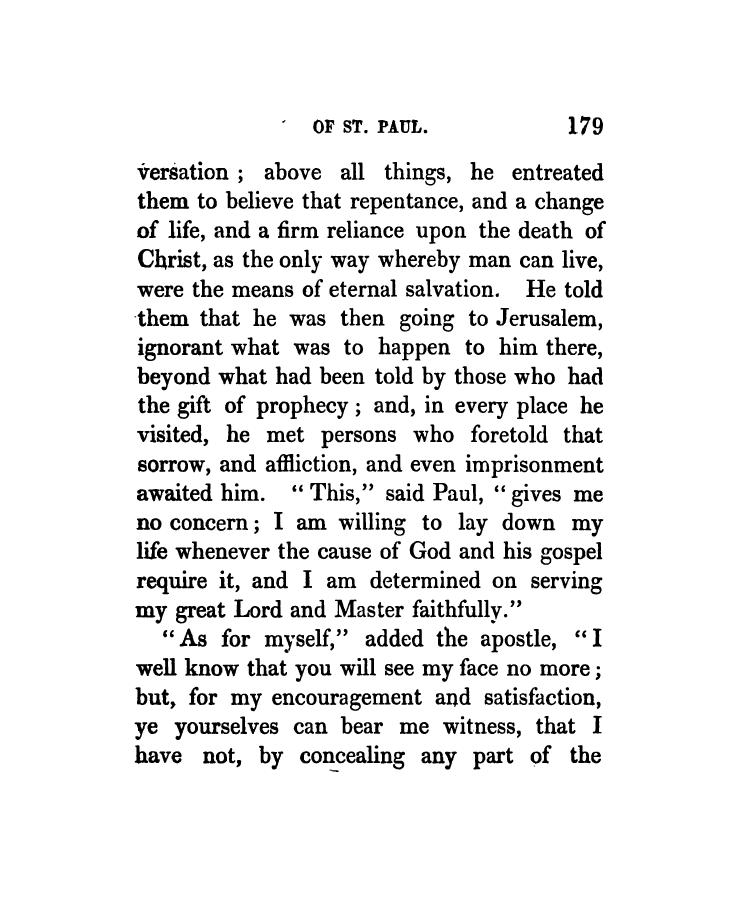 OF ST. PAUL. 179
versation ; above all things, he entreated
them to believe that repentance, and a change
of life, and a firm reliance upon the death of
Christ, as the only way whereby man can live,
were the means of eternal salvation. He told
them that he was then going to Jerusalem,
ignorant what was to happen to him there,
beyond what had been told by those who had
the gift of prophecy ; and, in every place he
visited, he met persons who foretold that
sorrow, and affliction, and even imprisonment
awaited him. “ This,” said Paul, “ gives me
no concern ; I am willing to lay down my
life whenever the cause of God and his gospel
require it, and I am determined on serving
my great Lord and Master faithfully.”
“ As for myself,” added the apostle, “ I
well know that you will see my face no more ;
but, for my encouragement and satisfaction,
ye yourselves can bear me witness, that I
have not, by concealing any part of the